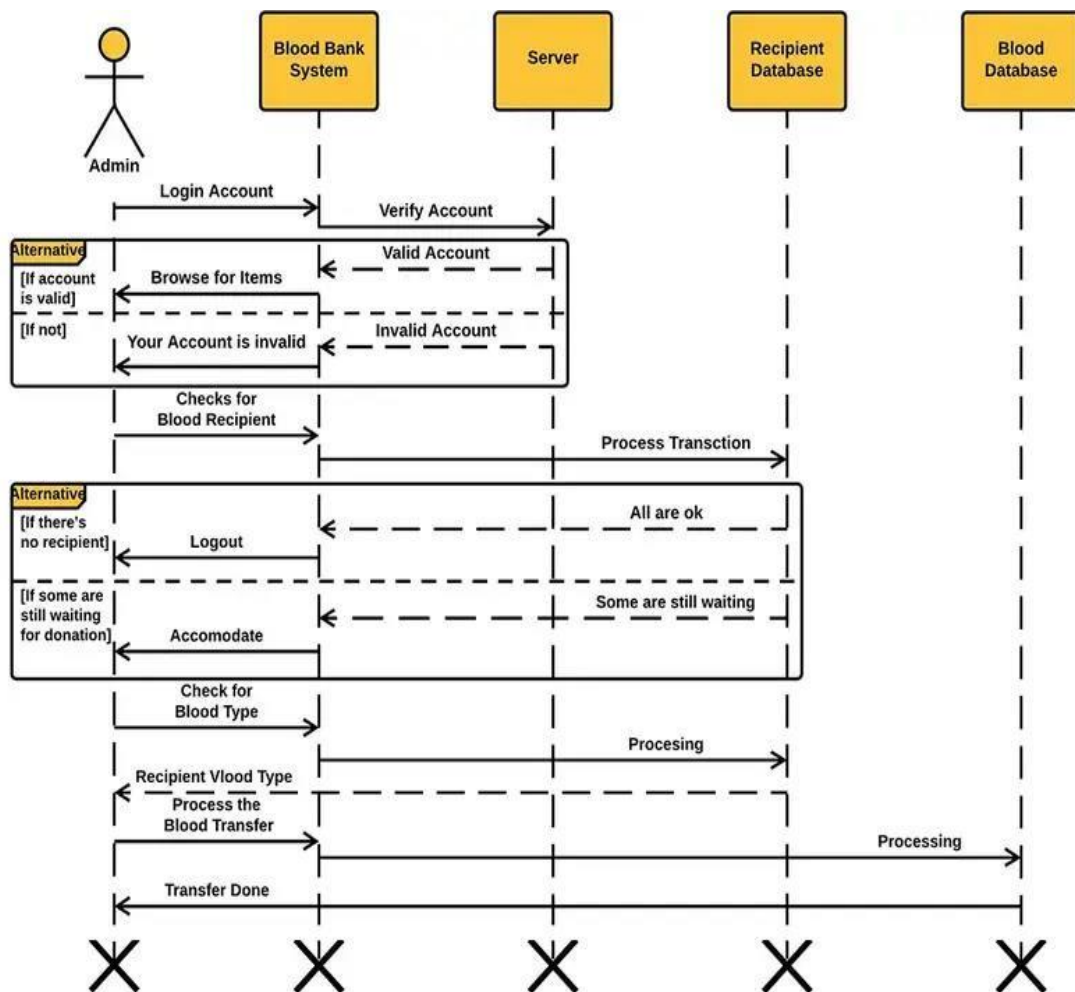 Blood Bank
System
Server
Recipient
Database
Blood
Database
Admin
Login Account
Verify Account
Alternative
Valid Account
[If account
is valid]
Browse for Items
[If not]
Invalid Account
Your Account is invalid
Checks for
Blood Recipient
Process Transction
Alternative
[If there's
no recipient]
All are ok
Logout
[If some are
still waiting
for donation]
Some are still waiting
Accomodate
Check for
Blood Type
Procesing
Recipient Vlood Type
Process the
Blood Transfer
Processing
Transfer Done